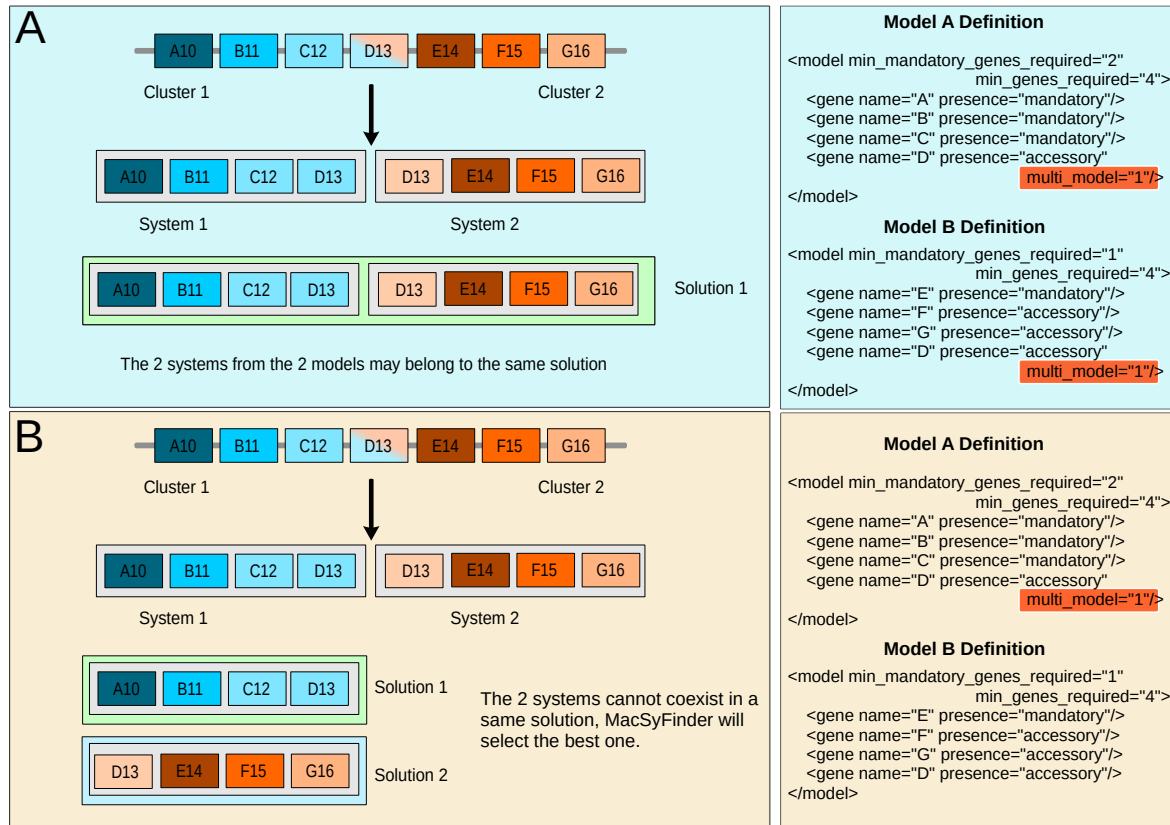 A
A10 B11 C12 D13 E14 F15 G16
Cluster 1 Cluster 2
A10 B11 C12 D13 D13 E14 F15 G16
System 1 System 2
A10 B11 C12 D13 D13 E14 F15 G16 Solution 1
The 2 systems from the 2 models may belong to the same solution
Model A Definition
<model min_mandatory_genes_required="2"
min_genes_required="4">
<gene name="A" presence="mandatory"/>
<gene name="B" presence="mandatory"/>
<gene name="C" presence="mandatory"/>
<gene name="D" presence="accessory"
multi_model="1"/>
</model>
Model B Definition
<model min_mandatory_genes_required="1"
min_genes_required="4">
<gene name="E" presence="mandatory"/>
<gene name="F" presence="accessory"/>
<gene name="G" presence="accessory"/>
<gene name="D" presence="accessory"
multi_model="1"/>
</model>
B
A10 B11 C12 D13 E14 F15 G16
Cluster 1 Cluster 2
A10 B11 C12 D13 D13 E14 F15 G16
System 1 System 2
A10 B11 C12 D13 Solution 1
D13 E14 F15 G16 Solution 2
The 2 systems cannot coexist in a
same solution, MacSyFinder will
select the best one.
Model A Definition
<model min_mandatory_genes_required="2"
min_genes_required="4">
<gene name="A" presence="mandatory"/>
<gene name="B" presence="mandatory"/>
<gene name="C" presence="mandatory"/>
<gene name="D" presence="accessory"
multi_model="1"/>
</model>
Model B Definition
<model min_mandatory_genes_required="1"
min_genes_required="4">
<gene name="E" presence="mandatory"/>
<gene name="F" presence="accessory"/>
<gene name="G" presence="accessory"/>
<gene name="D" presence="accessory"/>
</model>